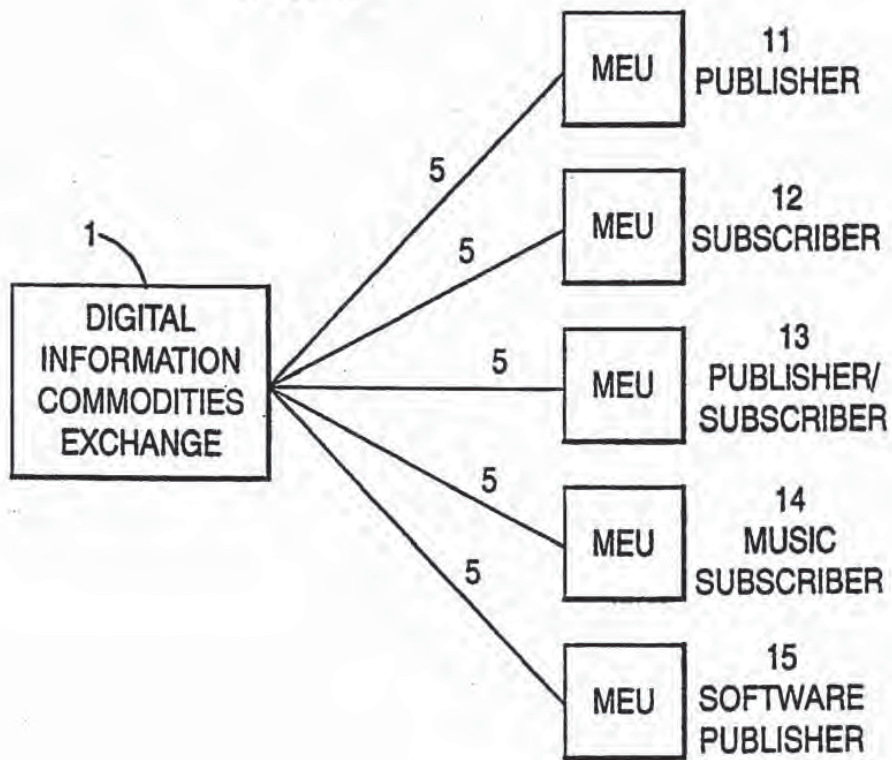 MEU
11
PUBLISHER
5
MEU
12
SUBSCRIBER
5
1
DIGITAL
INFORMATION
COMMODITIES
EXCHANGE
5
MEU
13
PUBLISHER/
SUBSCRIBER
5
MEU
14
MUSIC
SUBSCRIBER
5
MEU
15
SOFTWARE
PUBLISHER